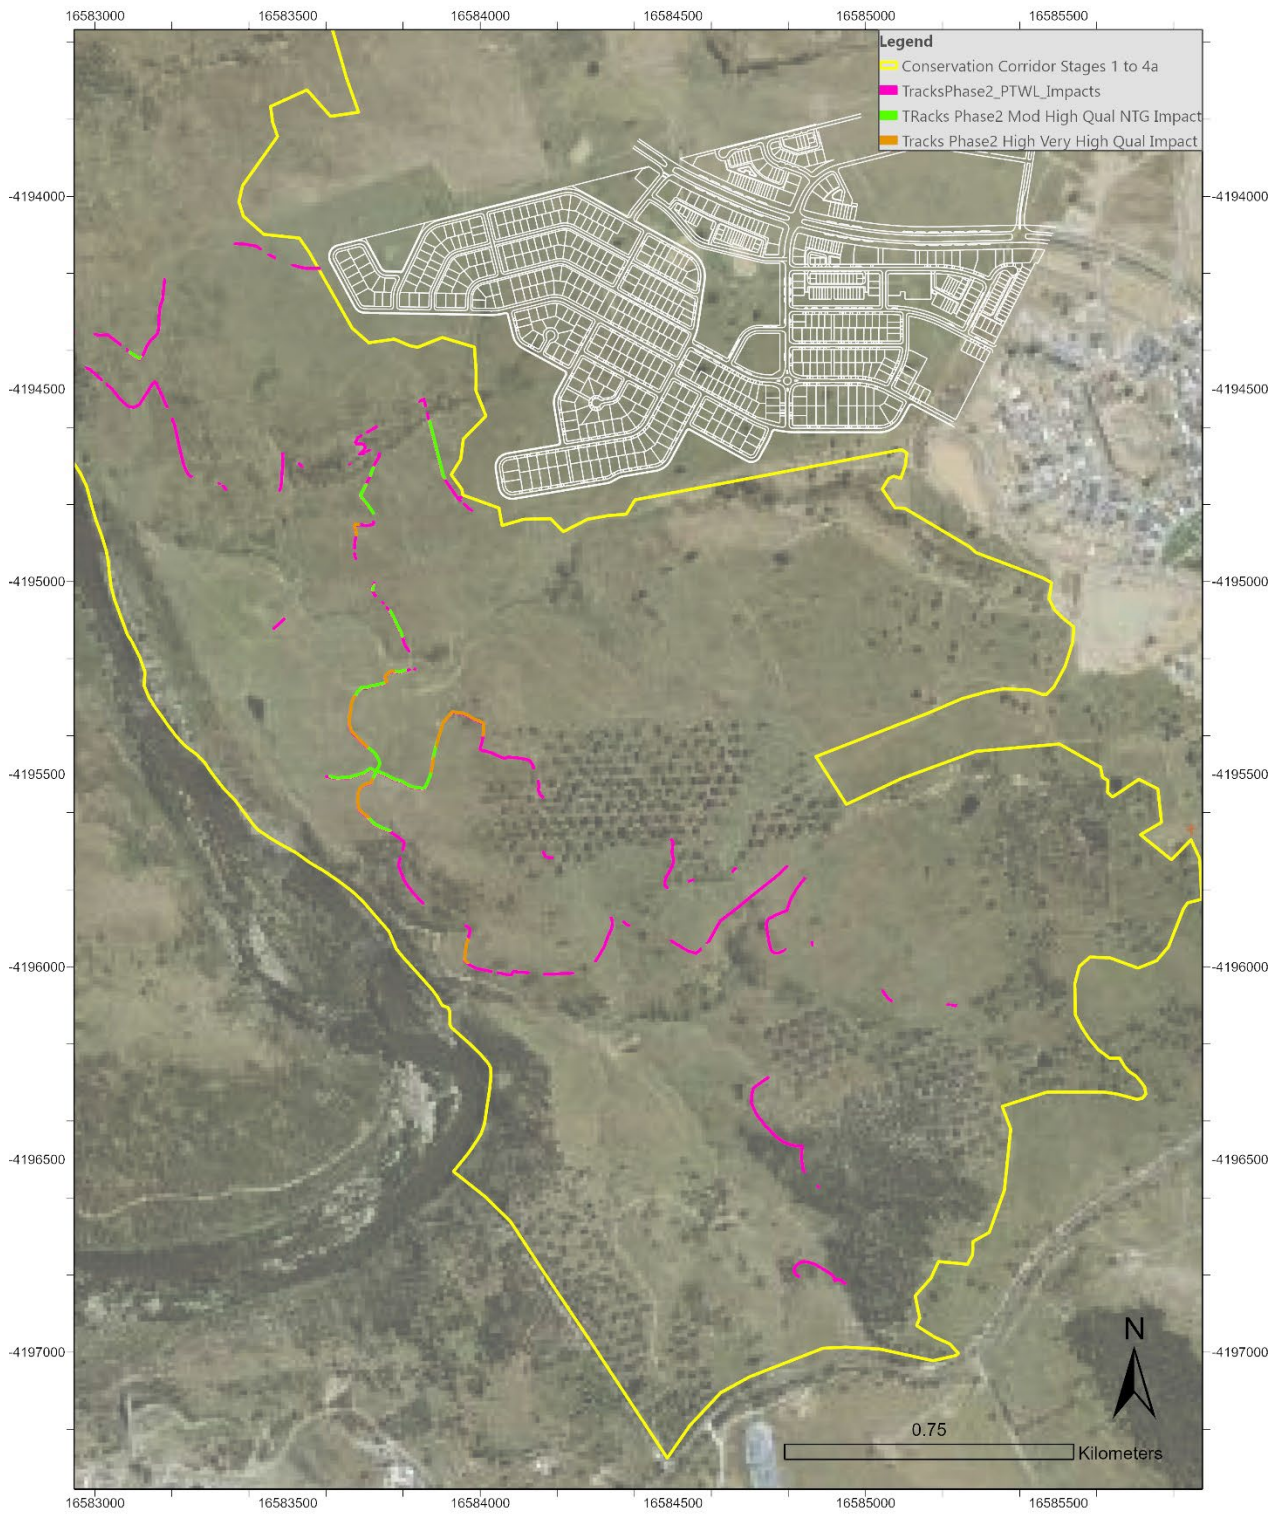 16583000 16583500 16584000 16584500 16585000 16585500
Legend
Conservation Corridor Stages 1 to 4a
TracksPhase2_PTWL_Impacts
TRacks Phase2 Mod High Qual NTG Impact
Tracks Phase2 High Very High Qual Impact
-4194000 -4194000
-4194500 -4194500
-4195000 -4195000
-4195500 -4195500
-4196000 -4196000
-4196500 -4196500
N
-4197000 -4197000
0.75
Kilometers
16583000 16583500 16584000 16584500 16585000 16585500